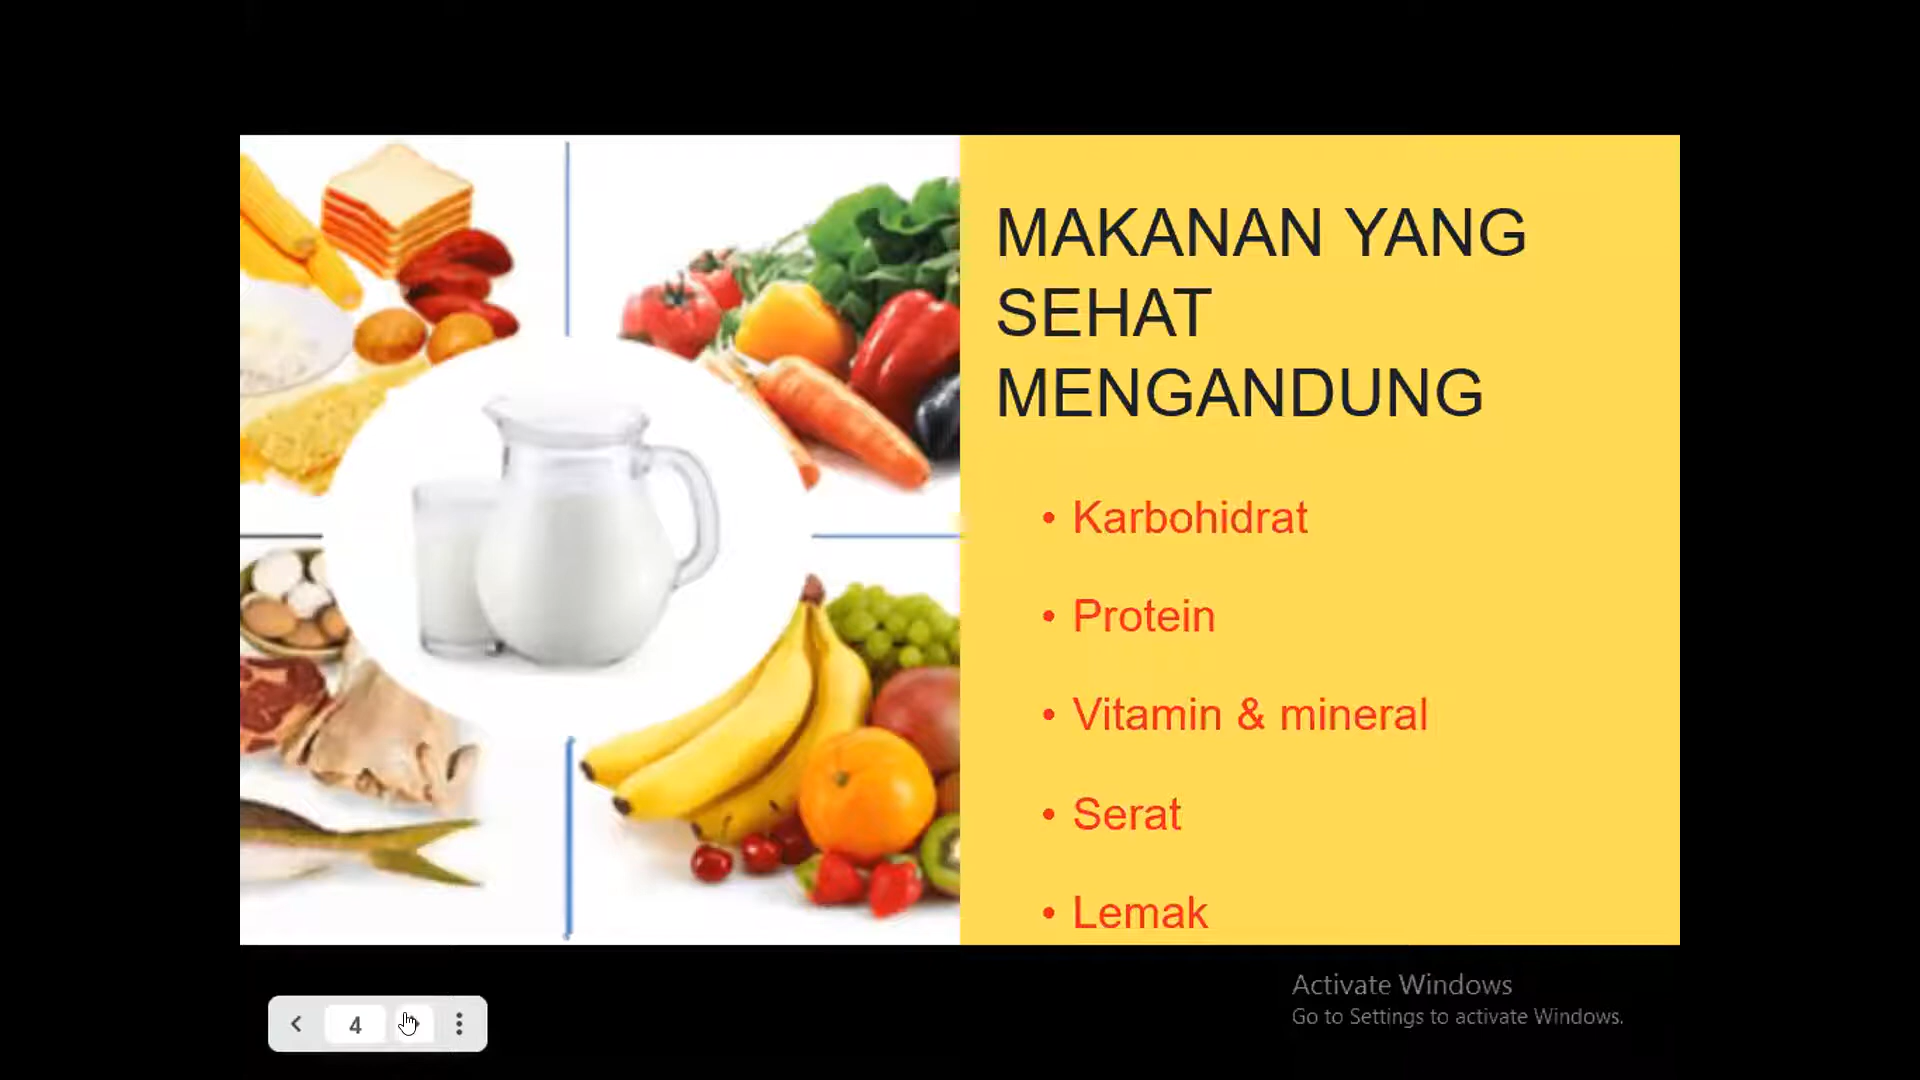 MAKANAN YANG
SEHAT
MENGANDUNG
• Karbohidrat
• Protein
• Vitamin & mineral
• Serat
• Lemak
Activate Windows
Go to Settings to activate Windows.
4